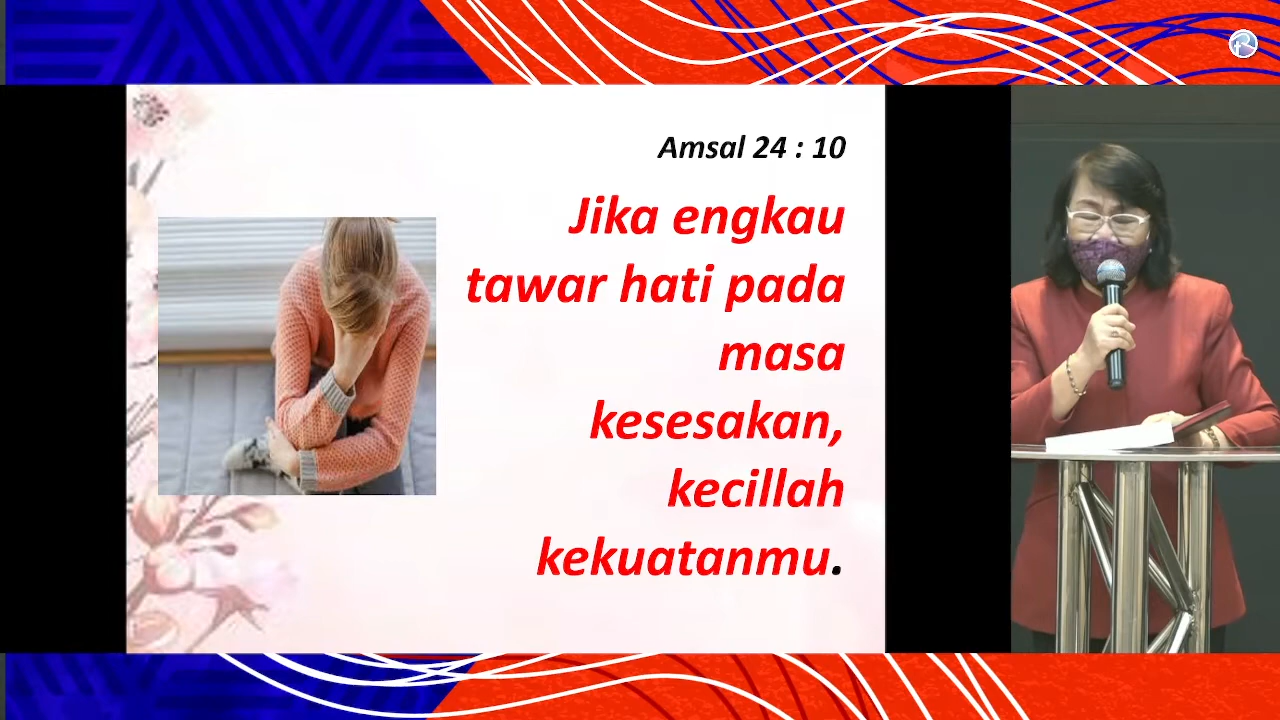 Amsal 24 : 10
Jika engkau
tawar hati pada
masa
kesesakan,
kecillah
kekuatanmu.